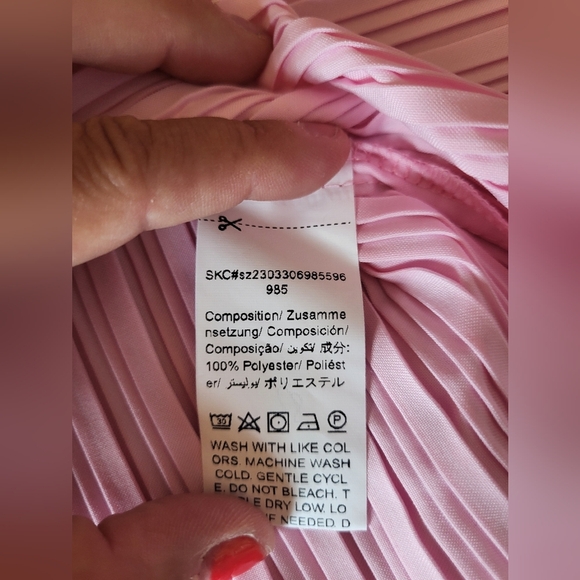 SKC#sz2303306985596
985
Composition/ Zusamme
nsetzung/ Composición/
Composição/ تكوين/ 成分:
100% Polyester/ Poliést
er/ بوليستر/ ポリエステル
30
P
WASH WITH LIKE COL
ORS. MACHINE WASH
COLD. GENTLE CYCL
E. DO NOT BLEACH. T
LE DRY LOW. LO
NEEDED. D